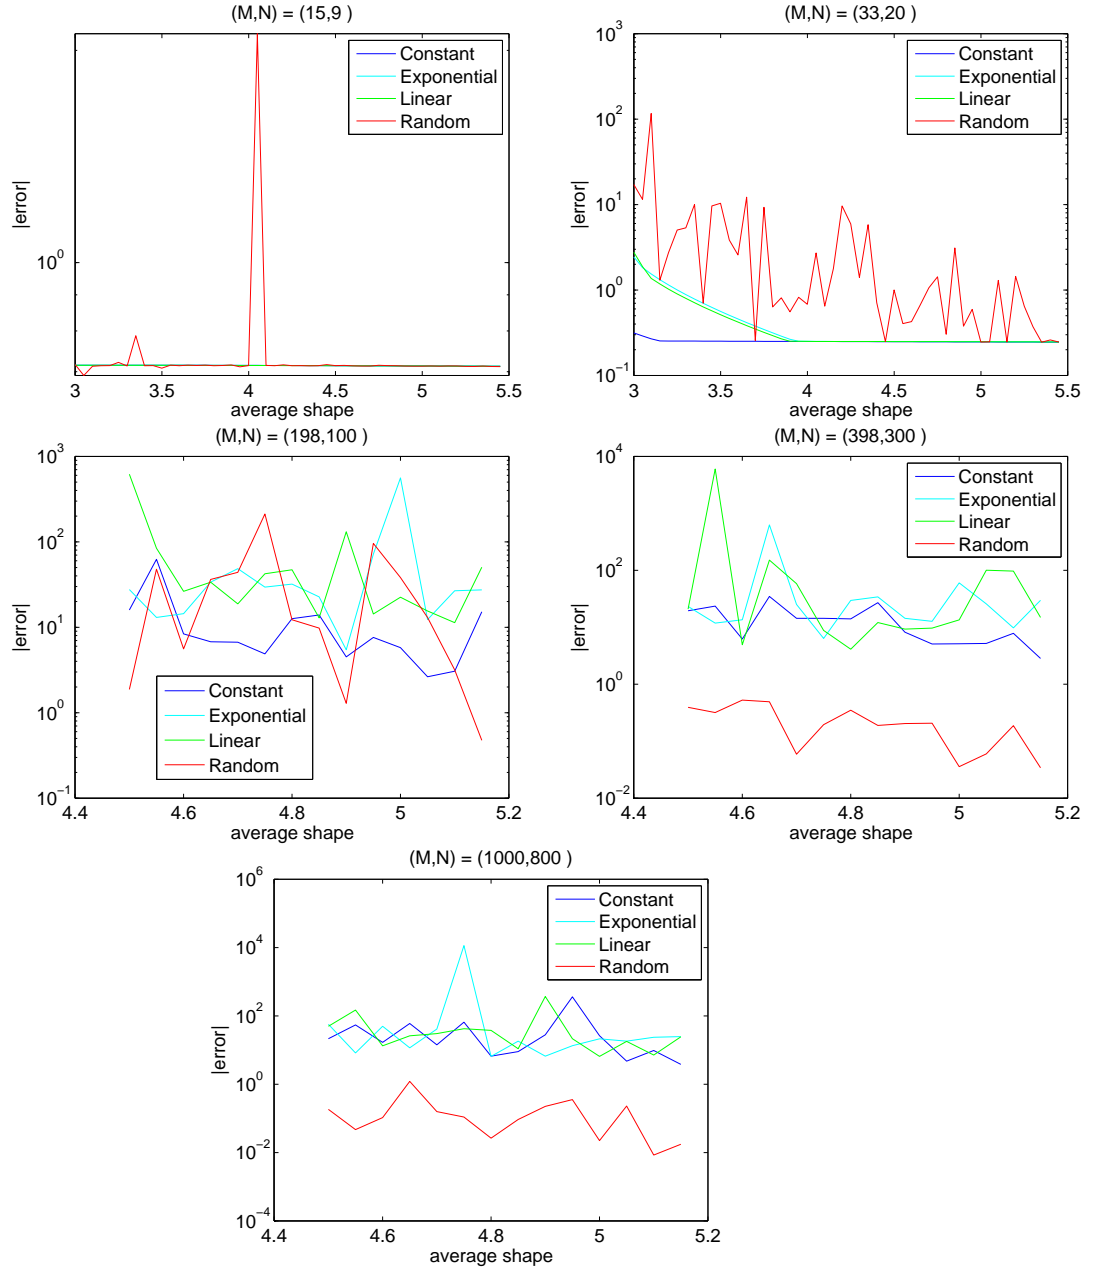 (M,N) = (15,9 )
Constant
Exponential
Linear
Random
|error|
10^0
3 3.5 4 4.5 5 5.5
average shape
(M,N) = (33,20 )
10^3
Constant
Exponential
Linear
Random
10^2
10^1
|error|
10^0
10^−1
3 3.5 4 4.5 5 5.5
average shape
(M,N) = (198,100 )
10^3
10^2
|error|
10^1
Constant
Exponential
Linear
Random
10^0
10^−1
4.4 4.6 4.8 5 5.2
average shape
(M,N) = (398,300 )
10^4
Constant
Exponential
Linear
Random
10^2
|error|
10^0
10^−2
4.4 4.6 4.8 5 5.2
average shape
(M,N) = (1000,800 )
10^6
Constant
Exponential
Linear
Random
10^4
10^2
|error|
10^0
10^−2
10^−4
4.4 4.6 4.8 5 5.2
average shape